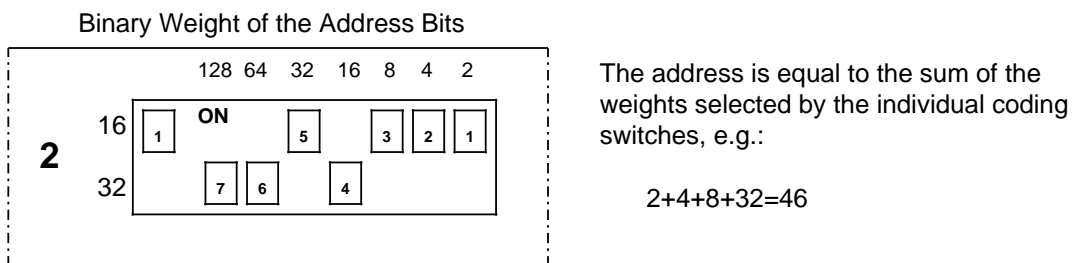 Binary Weight of the Address Bits
128 64 32 16 8 4 2
16 1 ON 5 3 2 1
2
32 7 6 4
The address is equal to the sum of the
weights selected by the individual coding
switches, e.g.:
2+4+8+32=46